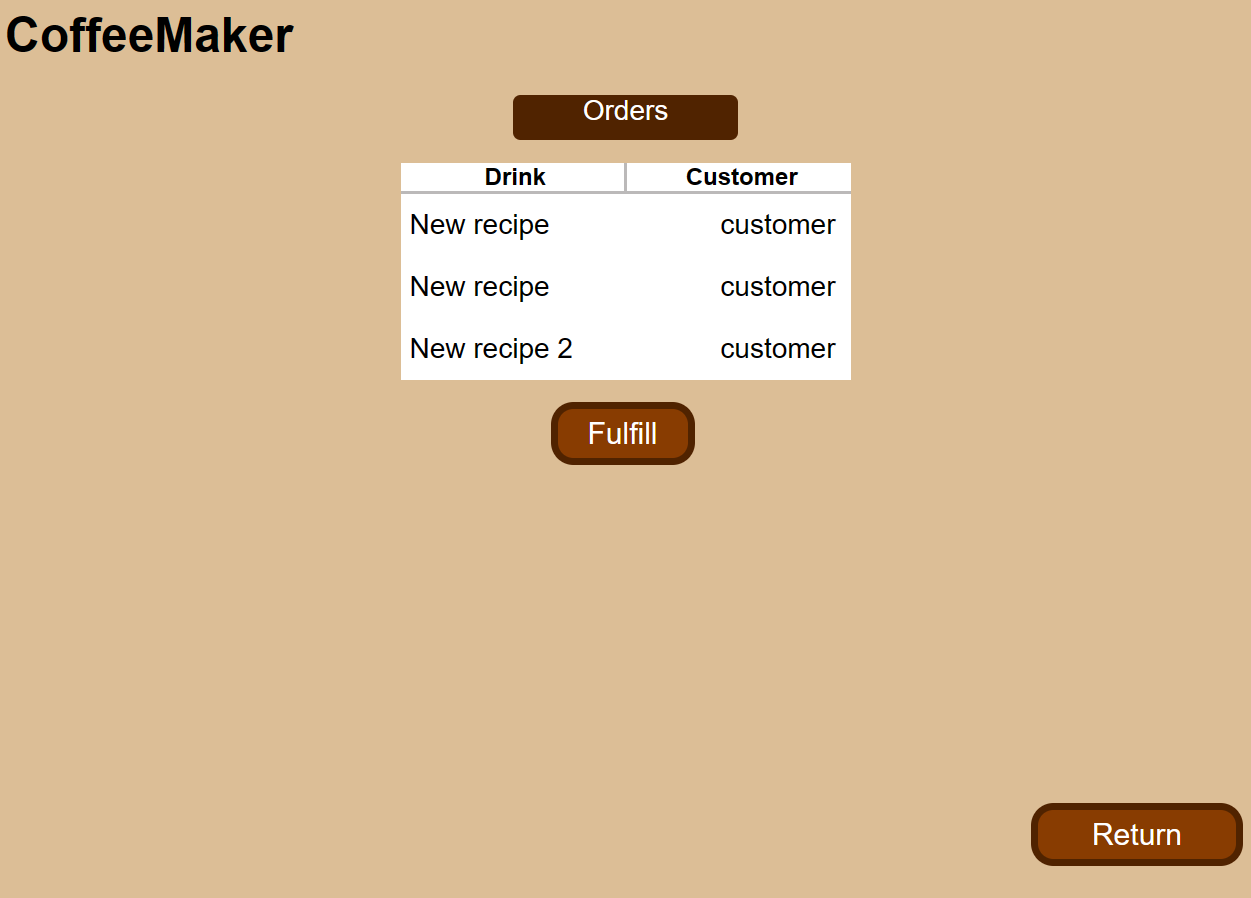 CoffeeMaker
Orders
Drink Customer
New recipe customer
New recipe customer
New recipe 2 customer
Fulfill
Return